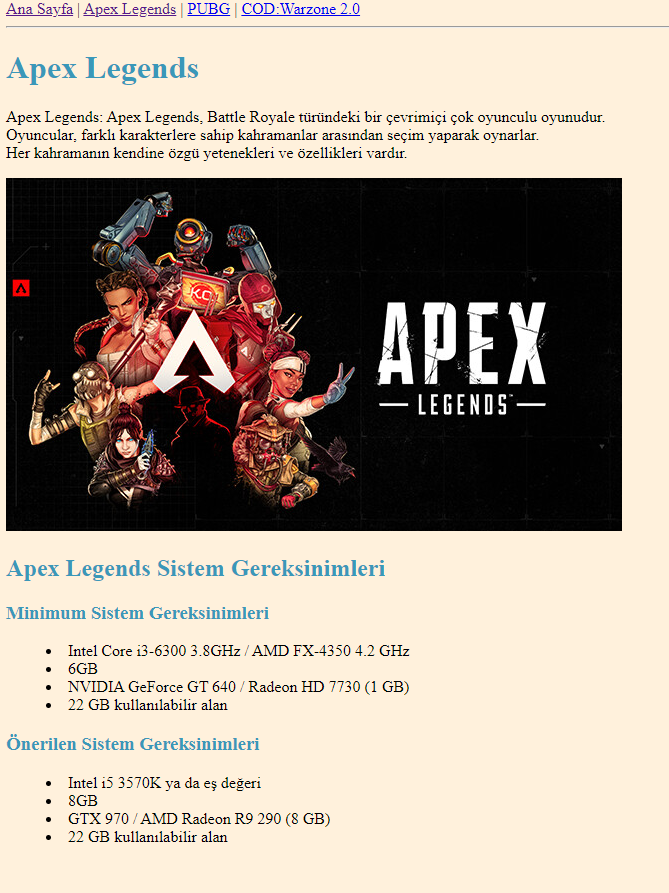 Ana Sayfa | Apex Legends | PUBG | COD:Warzone 2.0
Apex Legends
Apex Legends: Apex Legends, Battle Royale türündeki bir çevrimiçi çok oyunculu oyunudur.
Oyuncular, farklı karakterlere sahip kahramanlar arasından seçim yaparak oynarlar.
Her kahramanın kendine özgü yetenekleri ve özellikleri vardır.
K.O.
APEX
LEGENDS™
Apex Legends Sistem Gereksinimleri
Minimum Sistem Gereksinimleri
• Intel Core i3-6300 3.8GHz / AMD FX-4350 4.2 GHz
• 6GB
• NVIDIA GeForce GT 640 / Radeon HD 7730 (1 GB)
• 22 GB kullanılabilir alan
Önerilen Sistem Gereksinimleri
• Intel i5 3570K ya da eş değeri
• 8GB
• GTX 970 / AMD Radeon R9 290 (8 GB)
• 22 GB kullanılabilir alan